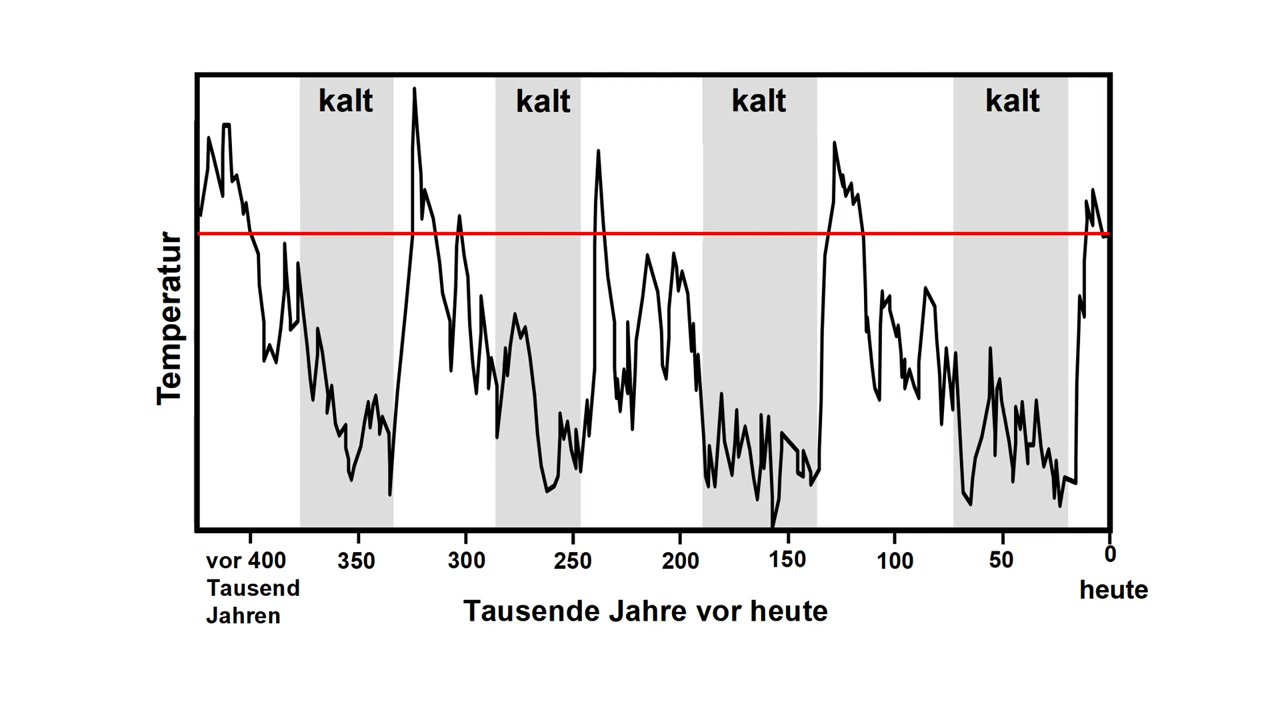 kalt kalt kalt kalt
Temperatur
vor 400 350 300 250 200 150 100 50 0
Tausend
Jahren
heute
Tausende Jahre vor heute